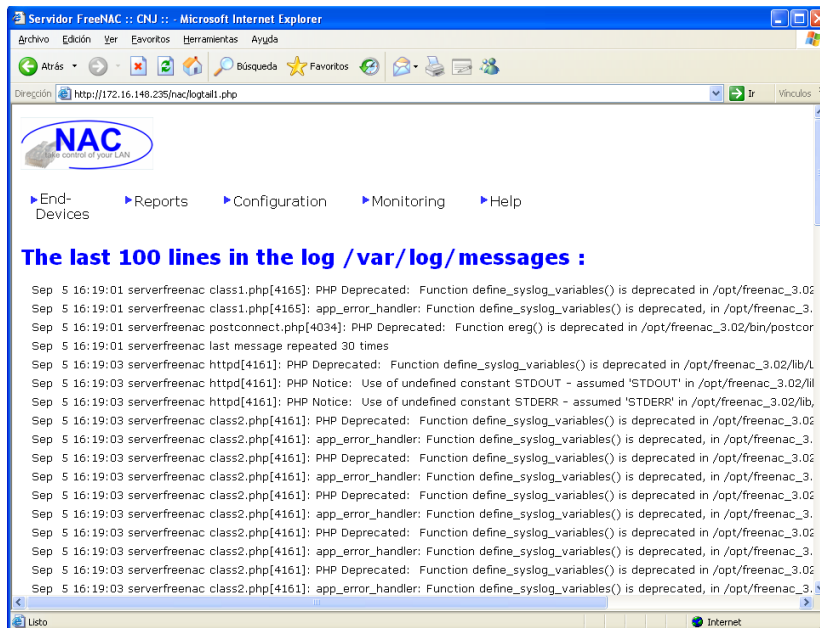 Servidor FreeNAC :: CNJ :: - Microsoft Internet Explorer
Archivo Edición Ver Favoritos Herramientas Ayuda
Atrás Búsqueda Favoritos
Dirección http://172.16.148.235/nac/logtail1.php Ir Vínculos
NAC
take control of your LAN
End-Devices Reports Configuration Monitoring Help
The last 100 lines in the log /var/log/messages :
Sep 5 16:19:01 serverfreenac class1.php[4165]: PHP Deprecated: Function define_syslog_variables() is deprecated in /opt/freenac_3.02
Sep 5 16:19:01 serverfreenac class1.php[4165]: app_error_handler: Function define_syslog_variables() is deprecated, in /opt/freenac_3.
Sep 5 16:19:01 serverfreenac postconnect.php[4034]: PHP Deprecated: Function ereg() is deprecated in /opt/freenac_3.02/bin/postcor
Sep 5 16:19:01 serverfreenac last message repeated 30 times
Sep 5 16:19:03 serverfreenac httpd[4161]: PHP Deprecated: Function define_syslog_variables() is deprecated in /opt/freenac_3.02/lib/L
Sep 5 16:19:03 serverfreenac httpd[4161]: PHP Notice: Use of undefined constant STDOUT - assumed 'STDOUT' in /opt/freenac_3.02/lil
Sep 5 16:19:03 serverfreenac httpd[4161]: PHP Notice: Use of undefined constant STDERR - assumed 'STDERR' in /opt/freenac_3.02/lib,
Sep 5 16:19:03 serverfreenac class2.php[4161]: PHP Deprecated: Function define_syslog_variables() is deprecated in /opt/freenac_3.02
Sep 5 16:19:03 serverfreenac class2.php[4161]: app_error_handler: Function define_syslog_variables() is deprecated, in /opt/freenac_3.
Sep 5 16:19:03 serverfreenac class2.php[4161]: PHP Deprecated: Function define_syslog_variables() is deprecated in /opt/freenac_3.02
Sep 5 16:19:03 serverfreenac class2.php[4161]: app_error_handler: Function define_syslog_variables() is deprecated, in /opt/freenac_3.
Sep 5 16:19:03 serverfreenac class2.php[4161]: PHP Deprecated: Function define_syslog_variables() is deprecated in /opt/freenac_3.02
Sep 5 16:19:03 serverfreenac class2.php[4161]: app_error_handler: Function define_syslog_variables() is deprecated, in /opt/freenac_3.
Sep 5 16:19:03 serverfreenac class2.php[4161]: PHP Deprecated: Function define_syslog_variables() is deprecated in /opt/freenac_3.02
Sep 5 16:19:03 serverfreenac class2.php[4161]: app_error_handler: Function define_syslog_variables() is deprecated, in /opt/freenac_3.
Sep 5 16:19:03 serverfreenac class2.php[4161]: PHP Deprecated: Function define_syslog_variables() is deprecated in /opt/freenac_3.02
Sep 5 16:19:03 serverfreenac class2.php[4161]: app_error_handler: Function define_syslog_variables() is deprecated, in /opt/freenac_3.
Listo Internet